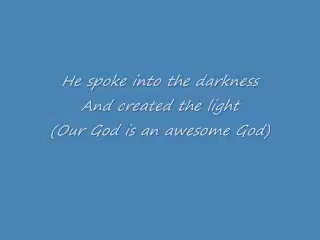 He spoke into the darkness
And created the light
(Our God is an awesome God)